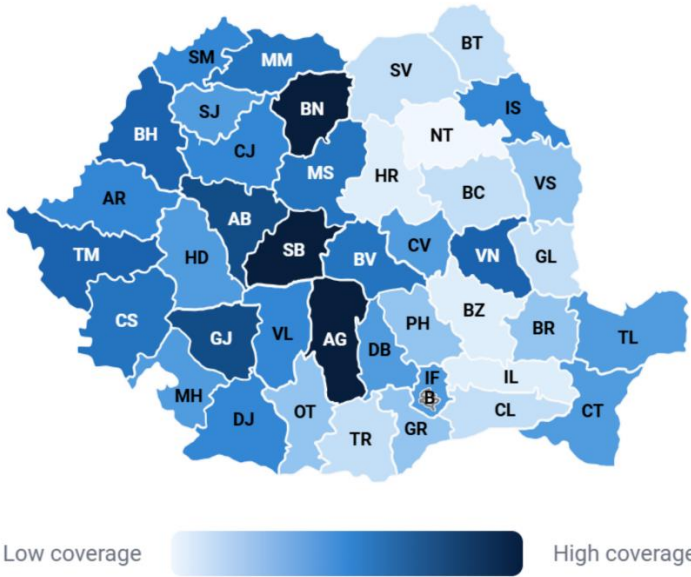 BT
SM
MM
SV
BN
SJ
IS
BH
NT
CJ
MS
HR
VS
BC
AR
AB
SB
CV
VN
GL
TM
HD
BV
CS
GJ
VL
AG
DB
PH
BZ
BR
TL
IF
IL
MH
B
CL
CT
DJ
OT
TR
GR
Low coverage
High coverage